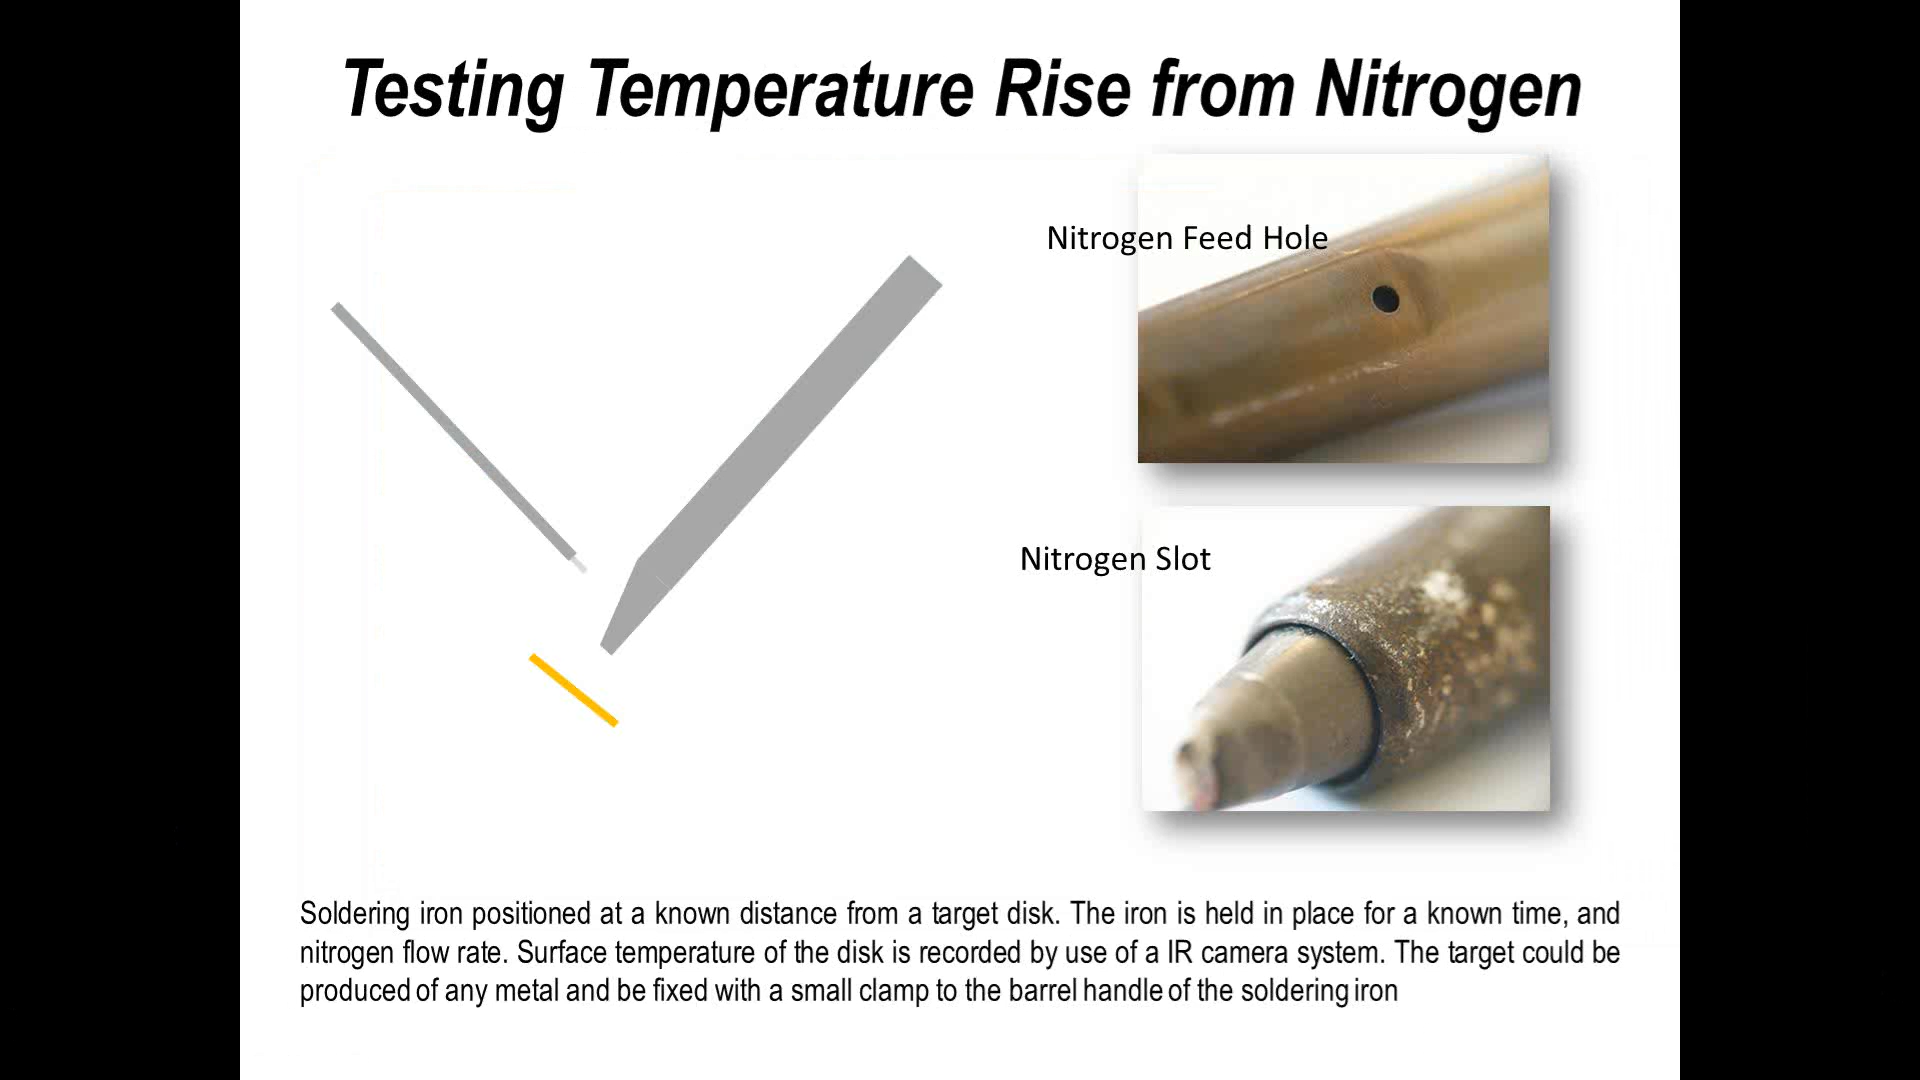 Testing Temperature Rise from Nitrogen
Nitrogen Feed Hole
Nitrogen Slot
Soldering iron positioned at a known distance from a target disk. The iron is held in place for a known time, and
nitrogen flow rate. Surface temperature of the disk is recorded by use of a IR camera system. The target could be
produced of any metal and be fixed with a small clamp to the barrel handle of the soldering iron